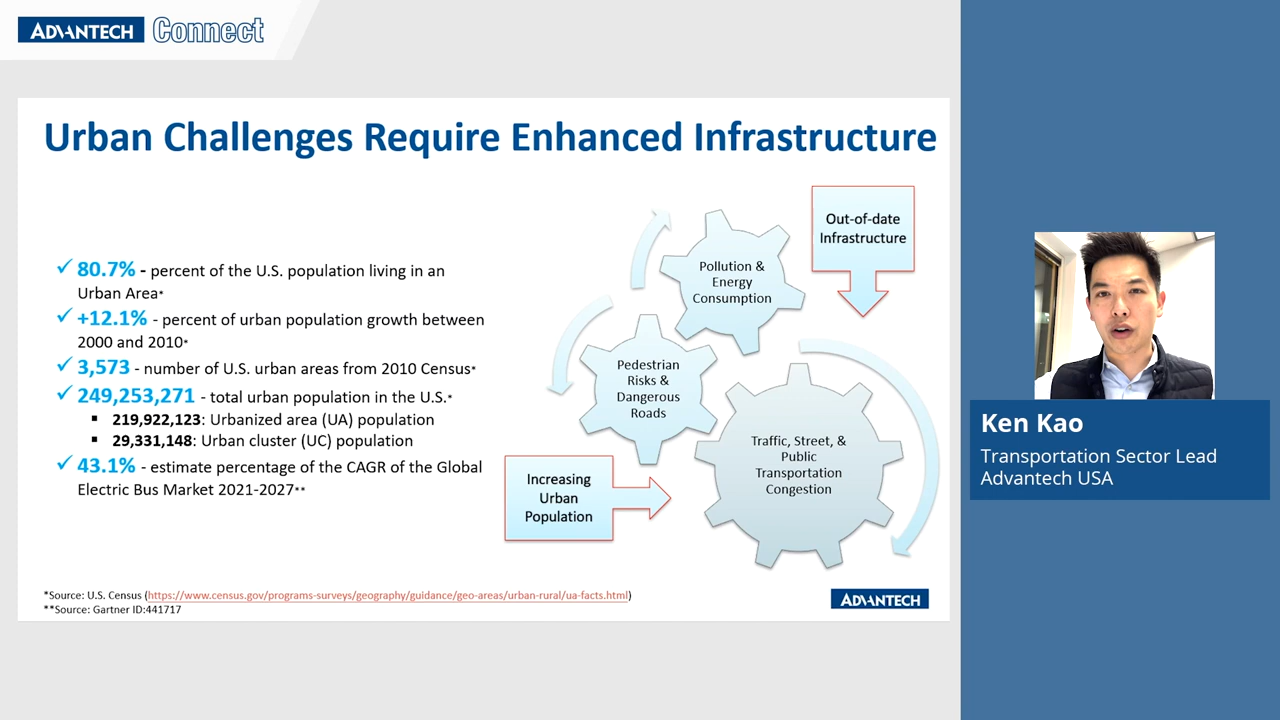 ADVANTECH Connect
Urban Challenges Require Enhanced Infrastructure
✓ 80.7% - percent of the U.S. population living in an
Urban Area*
✓ +12.1% - percent of urban population growth between
2000 and 2010*
✓ 3,573 - number of U.S. urban areas from 2010 Census*
✓ 249,253,271 - total urban population in the U.S.*
▪ 219,922,123: Urbanized area (UA) population
▪ 29,331,148: Urban cluster (UC) population
✓ 43.1% - estimate percentage of the CAGR of the Global
Electric Bus Market 2021-2027**
Out-of-date
Infrastructure
Pollution &
Energy
Consumption
Pedestrian
Risks &
Dangerous
Roads
Traffic, Street, &
Public
Transportation
Congestion
Increasing
Urban
Population
*Source: U.S. Census (https://www.census.gov/programs-surveys/geography/guidance/geo-areas/urban-rural/ua-facts.html)
**Source: Gartner ID:441717
ADVANTECH
Ken Kao
Transportation Sector Lead
Advantech USA